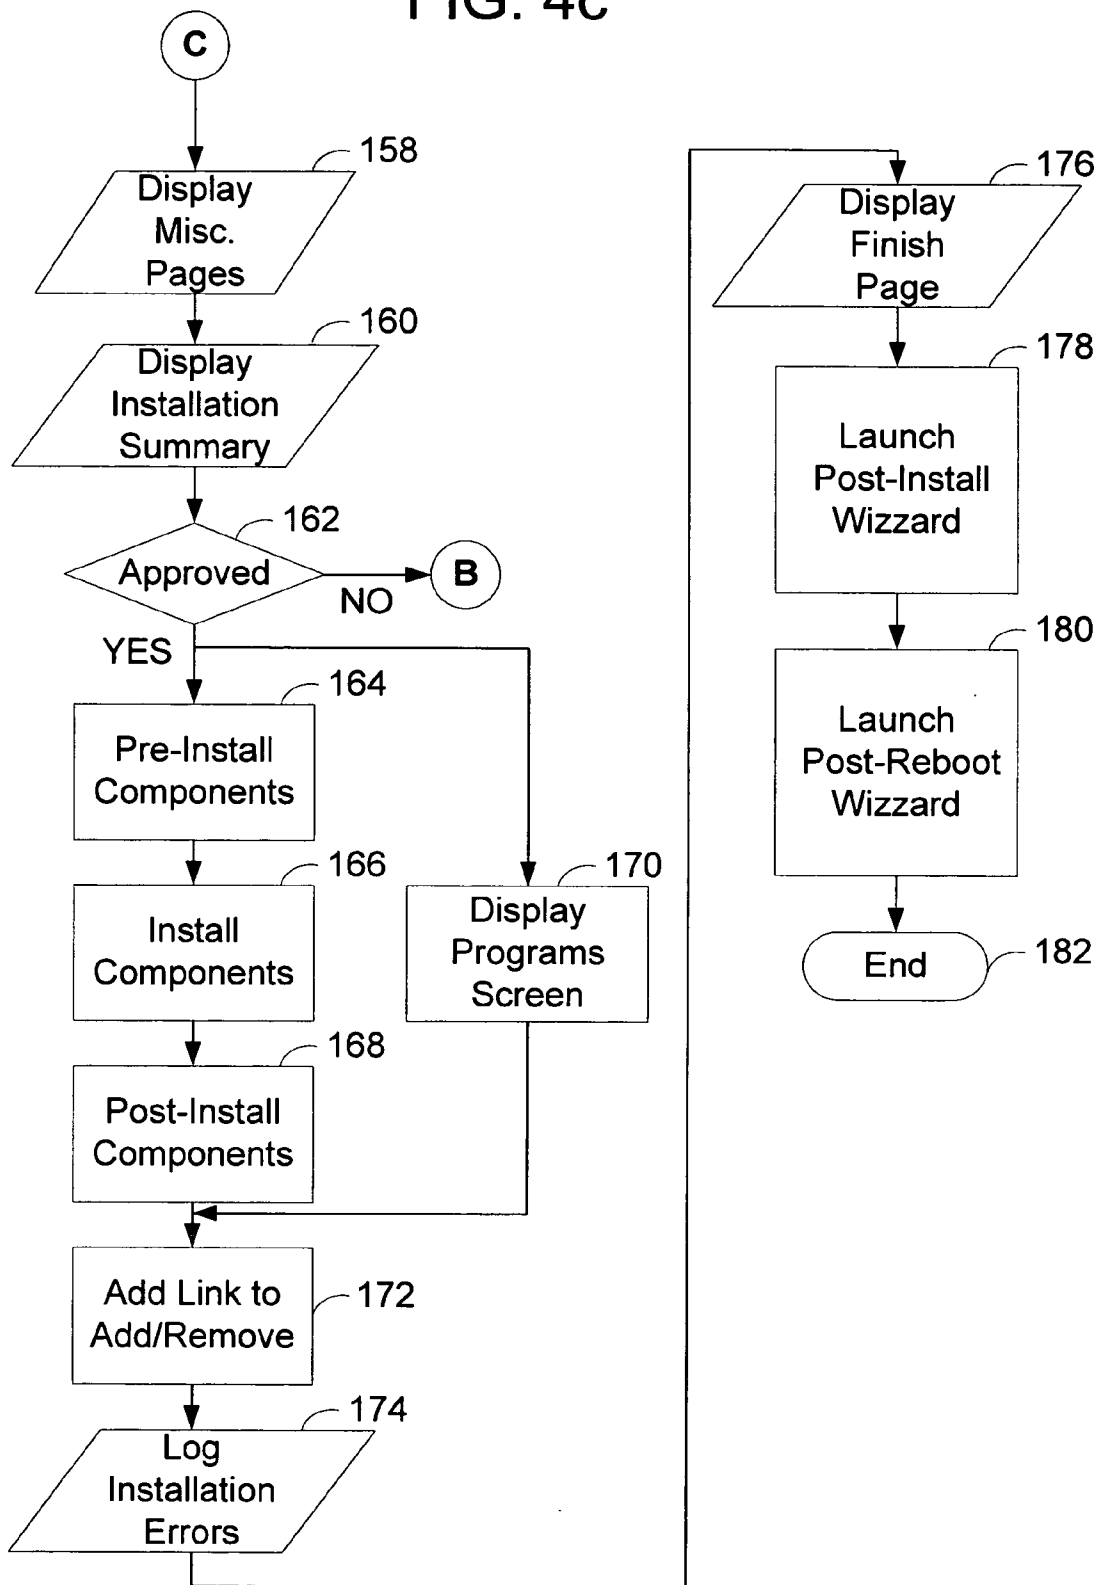 FIG. 4c
C
158
Display
Misc.
Pages
160
Display
Installation
Summary
162
Approved
NO
B
YES
164
Pre-Install
Components
166
Install
Components
168
Post-Install
Components
170
Display
Programs
Screen
172
Add Link to
Add/Remove
174
Log
Installation
Errors
176
Display
Finish
Page
178
Launch
Post-Install
Wizzard
180
Launch
Post-Reboot
Wizzard
End
182